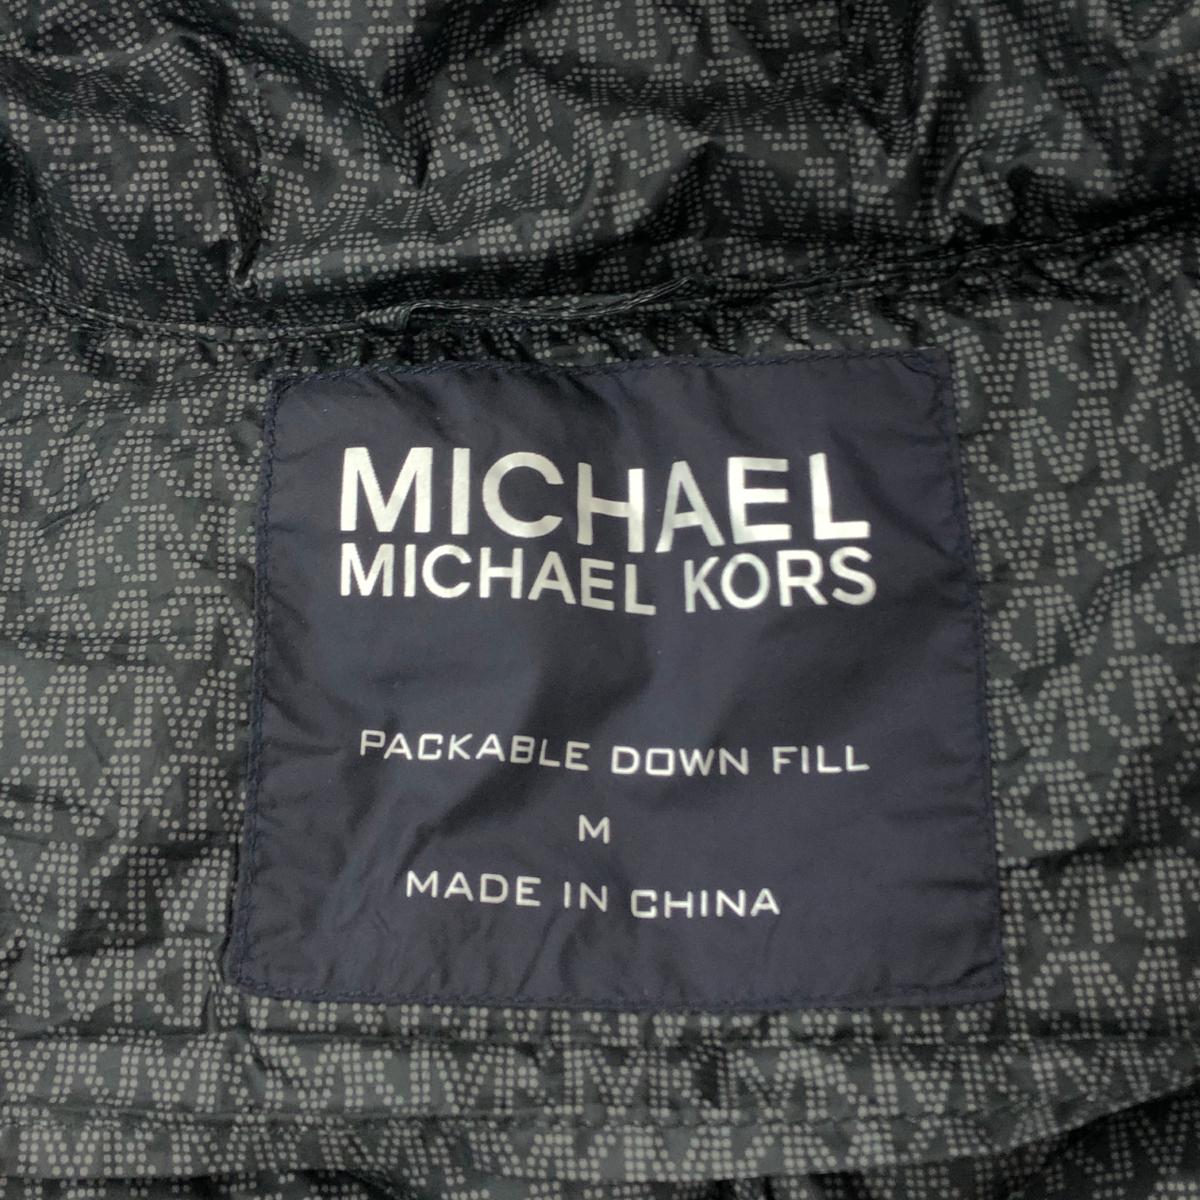 MICHAEL
MICHAEL KORS
PACKABLE DOWN FILL
M
MADE IN CHINA